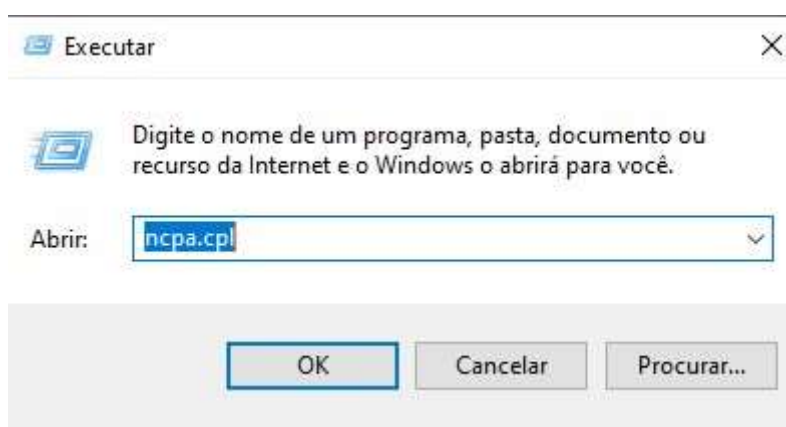 Executar
Digite o nome de um programa, pasta, documento ou
recurso da Internet e o Windows o abrirá para você.
Abrir:
ncpa.cpl
OK
Cancelar
Procurar...